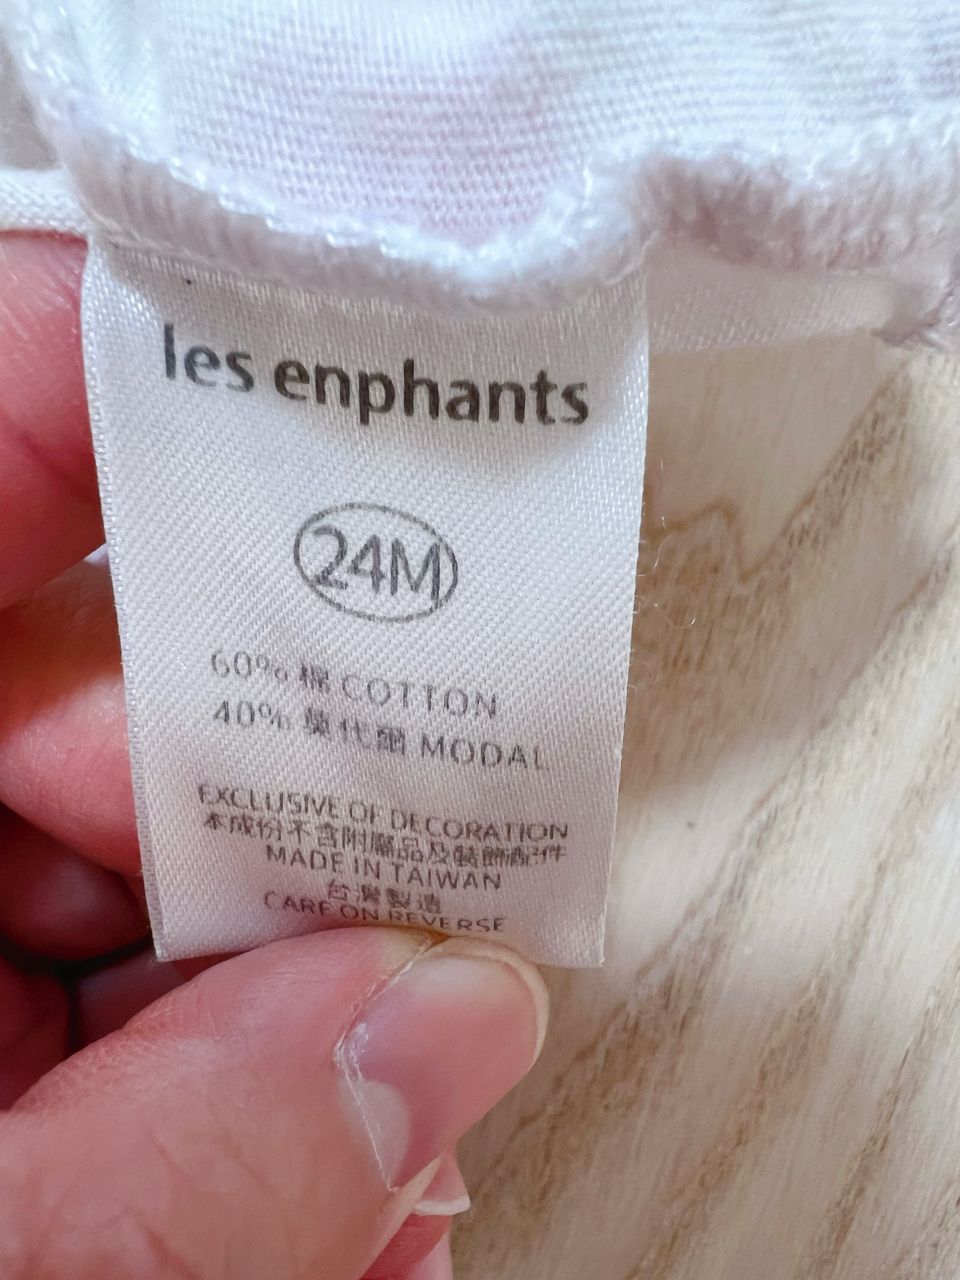 les enphants
24M
60% 棉 COTTON
40% 莫代爾 MODAL
EXCLUSIVE OF DECORATION
本成份不含附屬品及裝飾配件
MADE IN TAIWAN
台灣製造
CARE ON REVERSE